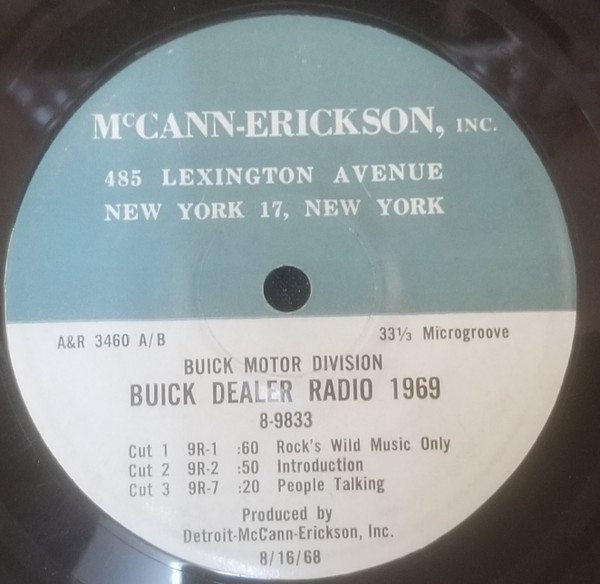 McCANN-ERICKSON, INC.
485 LEXINGTON AVENUE
NEW YORK 17, NEW YORK
A&R 3460 A/B 33⅓ Microgroove
BUICK MOTOR DIVISION
BUICK DEALER RADIO 1969
8-9833
Cut 1 9R-1 :60 Rock's Wild Music Only
Cut 2 9R-2 :50 Introduction
Cut 3 9R-7 :20 People Talking
Produced by
Detroit-McCann-Erickson, Inc.
8/16/68